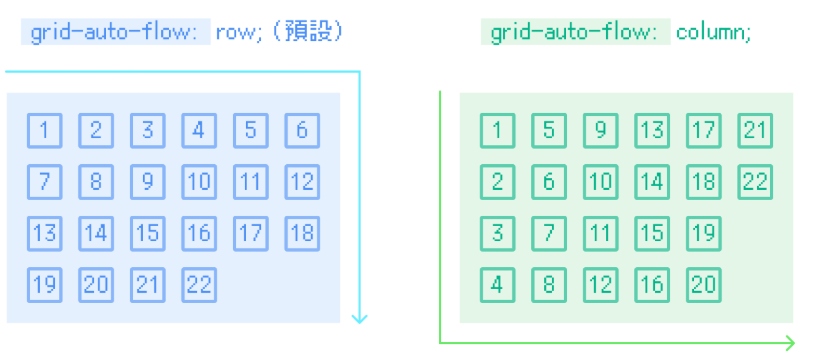 grid-auto-flow: row; (預設)
1 2 3 4 5 6
7 8 9 10 11 12
13 14 15 16 17 18
19 20 21 22
grid-auto-flow: column;
1 5 9 13 17 21
2 6 10 14 18 22
3 7 11 15 19
4 8 12 16 20